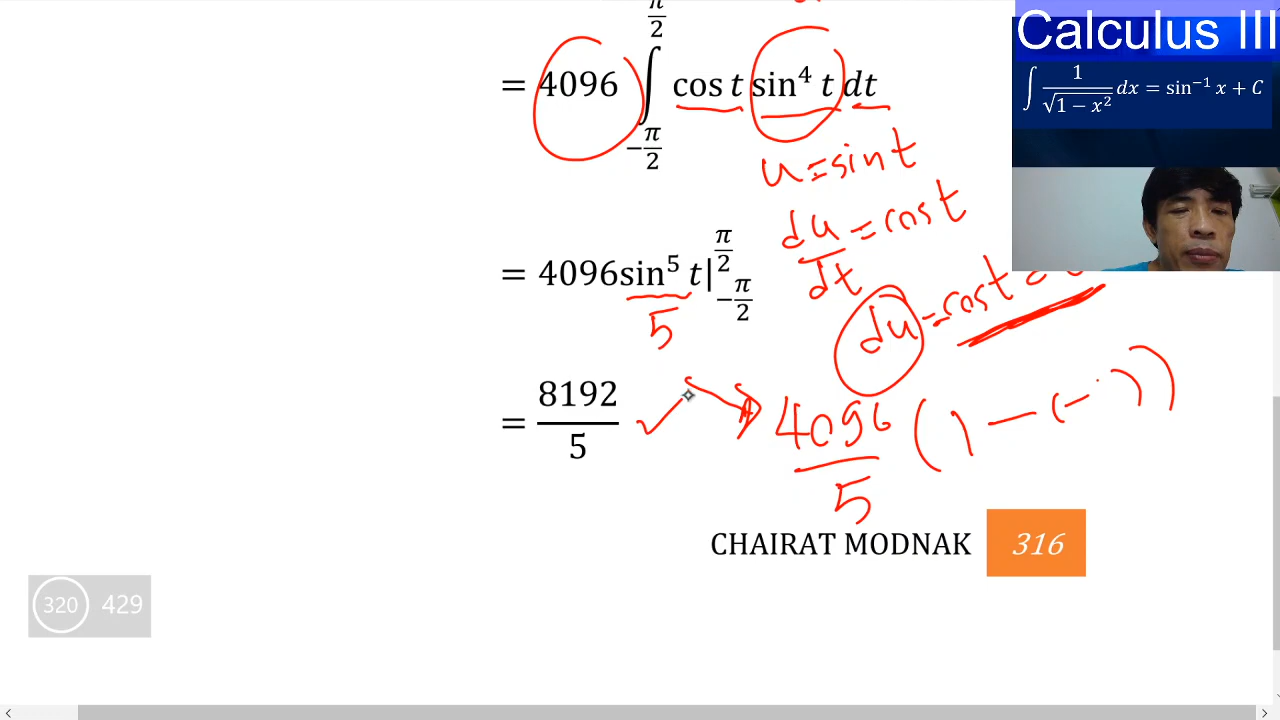 Calculus III
∫ 1/√(1 − x²) dx = sin⁻¹ x + C
π/2
= 4096 ∫ cos t sin⁴ t dt
−π/2
u = sin t
du/dt = cos t
= 4096 sin⁵ t |
π/2
−π/2
5
du = cos t
= 8192/5
4096/5 (1 − (−1))
CHAIRAT MODNAK 316
320 429